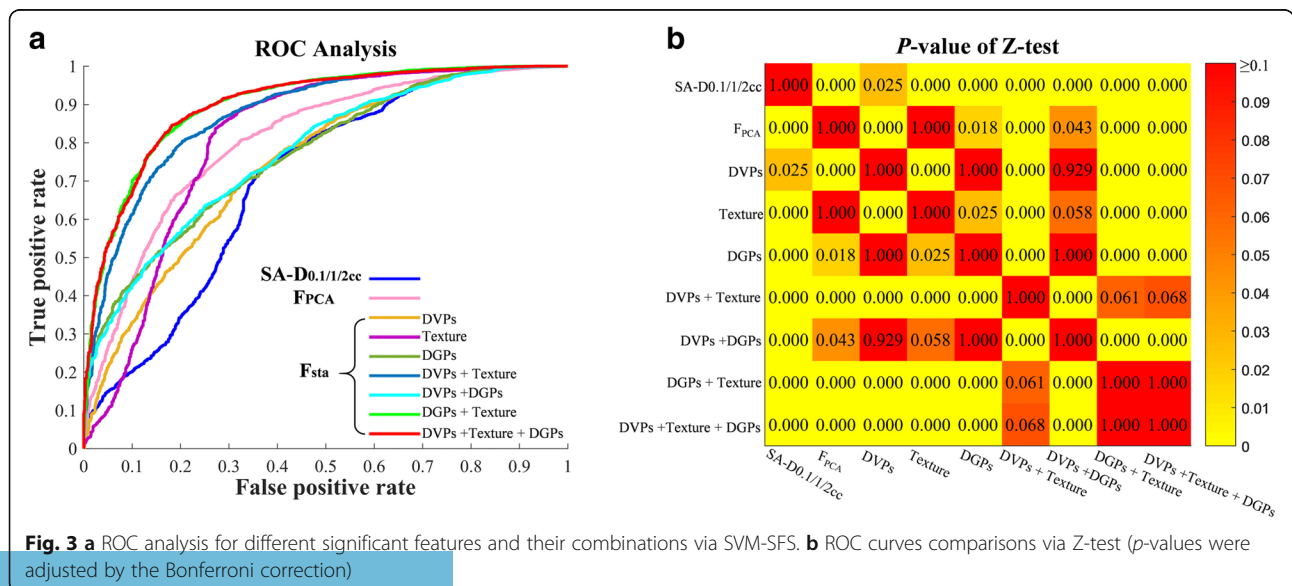 a
ROC Analysis
True positive rate
1
0.9
0.8
0.7
0.6
0.5
0.4
0.3
0.2
0.1
0
0 0.1 0.2 0.3 0.4 0.5 0.6 0.7 0.8 0.9 1
False positive rate
SA-D0.1/1/2cc
FPCA
Fsta
DVPs
Texture
DGPs
DVPs + Texture
DVPs +DGPs
DGPs + Texture
DVPs +Texture + DGPs
b
P-value of Z-test
SA-D0.1/1/2cc 1.000 0.000 0.025 0.000 0.000 0.000 0.000 0.000 0.000
FPCA 0.000 1.000 0.000 1.000 0.018 0.000 0.043 0.000 0.000
DVPs 0.025 0.000 1.000 0.000 1.000 0.000 0.929 0.000 0.000
Texture 0.000 1.000 0.000 1.000 0.025 0.000 0.058 0.000 0.000
DGPs 0.000 0.018 1.000 0.025 1.000 0.000 1.000 0.000 0.000
DVPs + Texture 0.000 0.000 0.000 0.000 0.000 1.000 0.000 0.061 0.068
DVPs +DGPs 0.000 0.043 0.929 0.058 1.000 0.000 1.000 0.000 0.000
DGPs + Texture 0.000 0.000 0.000 0.000 0.000 0.061 0.000 1.000 1.000
DVPs +Texture + DGPs 0.000 0.000 0.000 0.000 0.000 0.068 0.000 1.000 1.000
SA-D0.1/1/2cc
FPCA
DVPs
Texture
DGPs
DVPs + Texture
DVPs +DGPs
DGPs + Texture
DVPs +Texture + DGPs
≥0.1
0.09
0.08
0.07
0.06
0.05
0.04
0.03
0.02
0.01
0
Fig. 3 a ROC analysis for different significant features and their combinations via SVM-SFS. b ROC curves comparisons via Z-test (p-values were
adjusted by the Bonferroni correction)